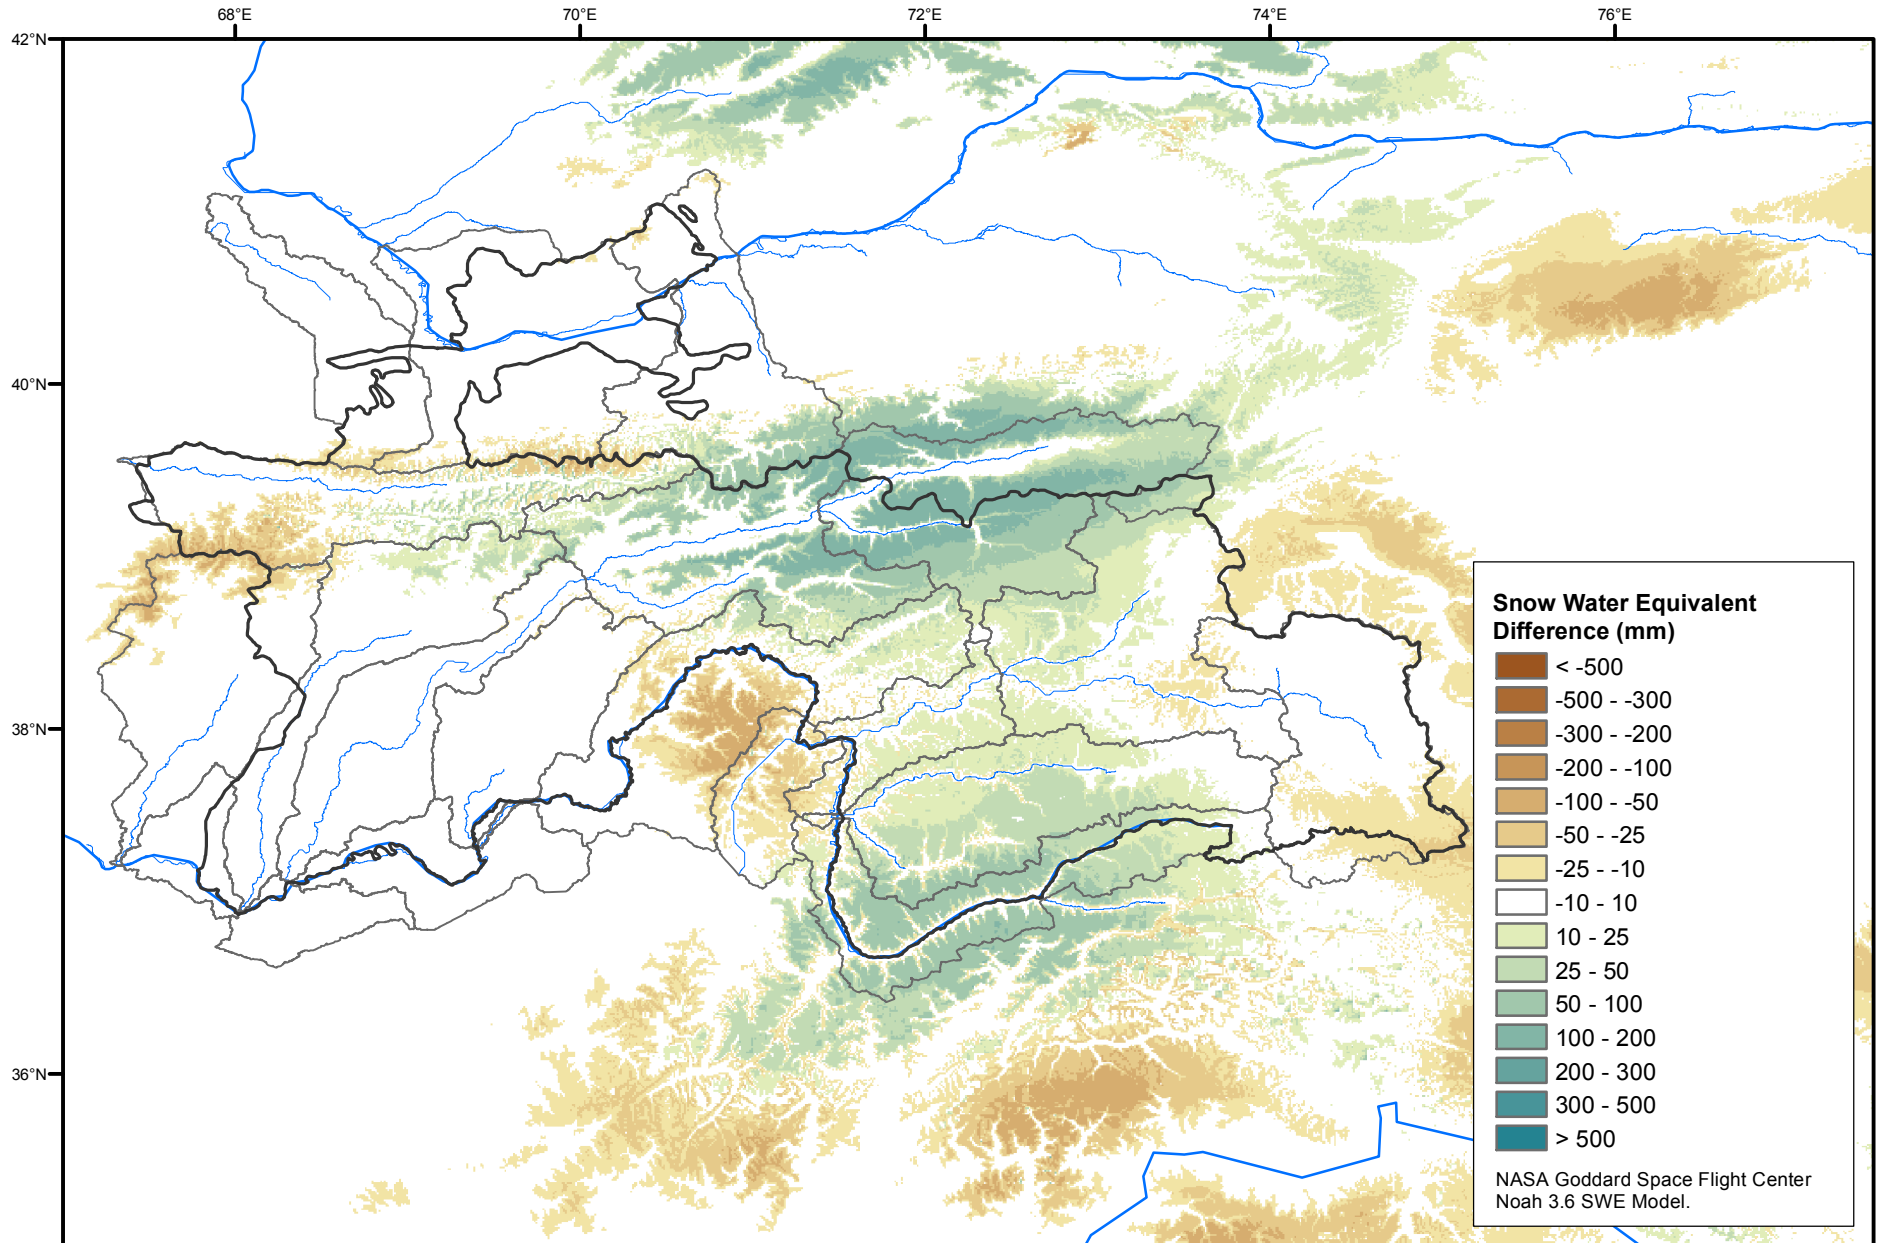 68°E 70°E 72°E 74°E 76°E
42°N
40°N
38°N
36°N
Snow Water Equivalent
Difference (mm)
< -500
-500 - -300
-300 - -200
-200 - -100
-100 - -50
-50 - -25
-25 - -10
-10 - 10
10 - 25
25 - 50
50 - 100
100 - 200
200 - 300
300 - 500
> 500
NASA Goddard Space Flight Center
Noah 3.6 SWE Model.